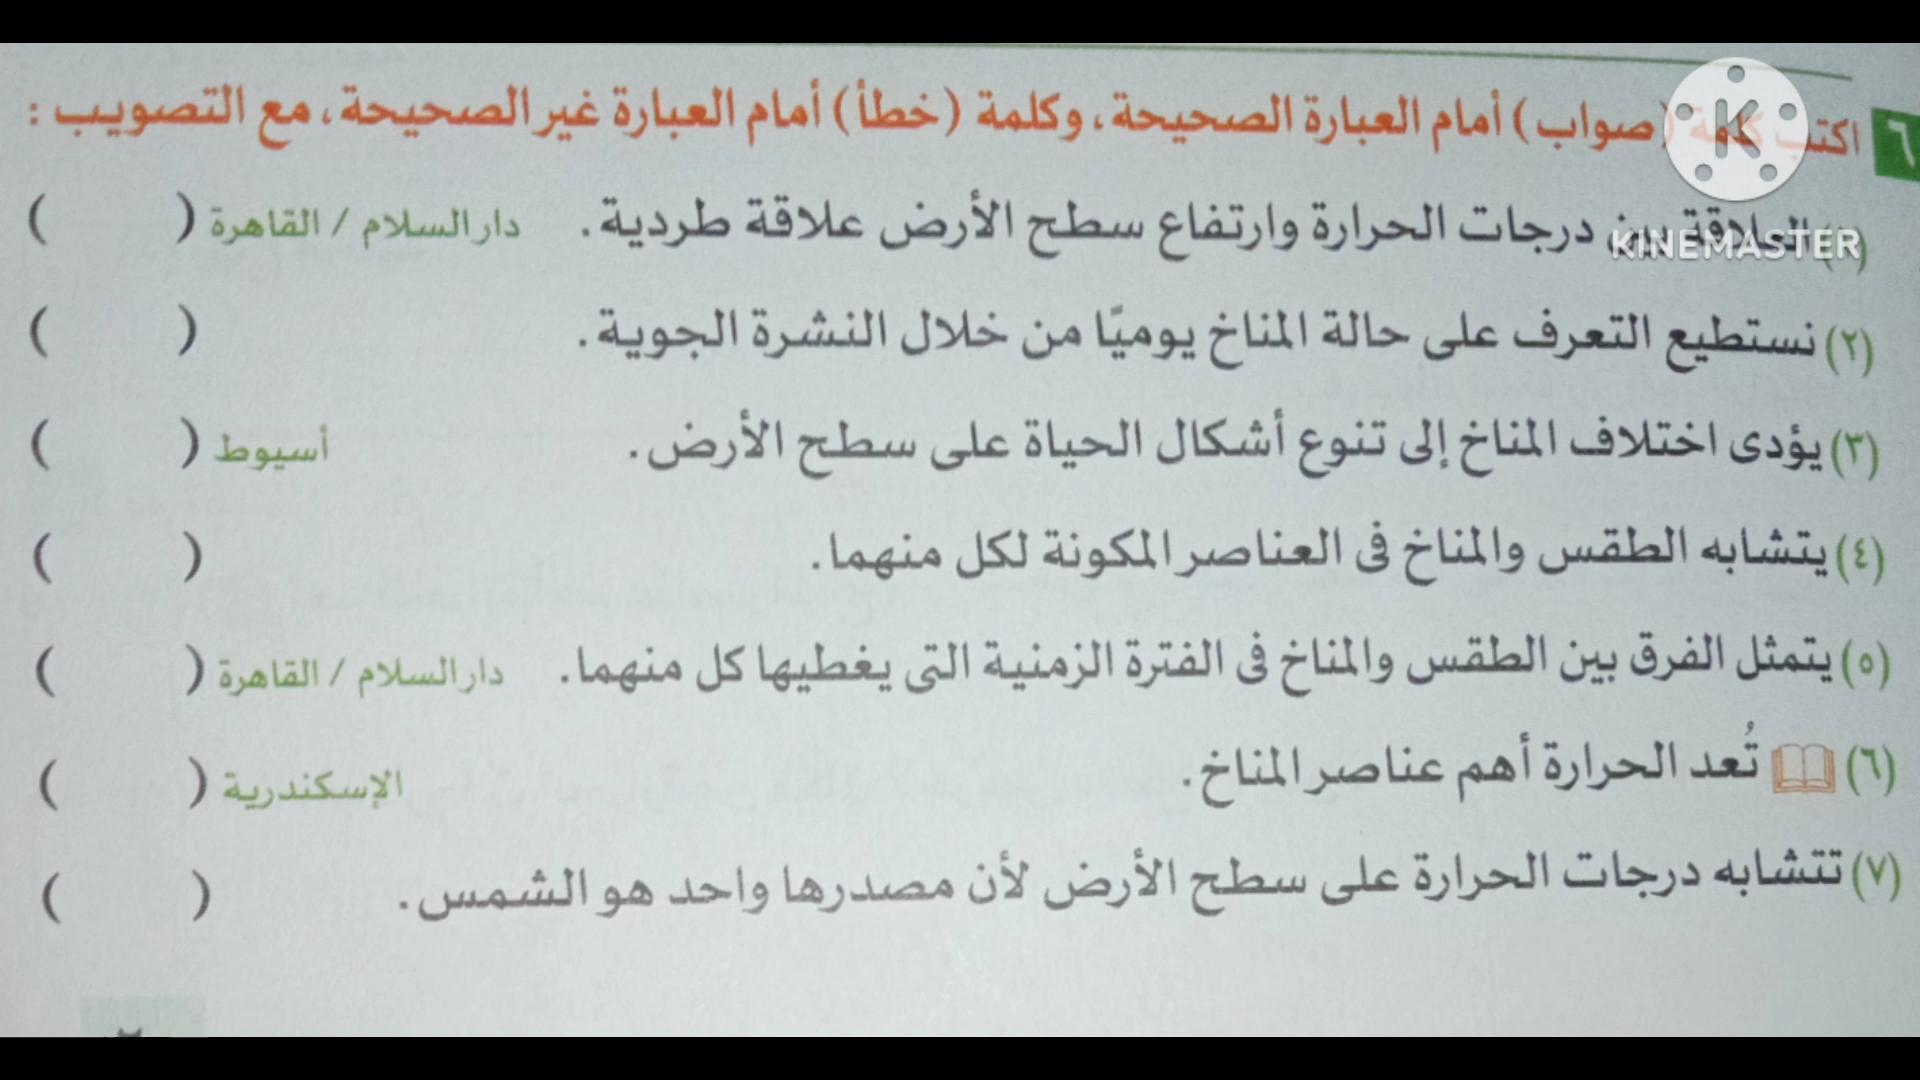 ٦ اكتب كلمة (صواب) أمام العبارة الصحيحة، وكلمة (خطأ) أمام العبارة غير الصحيحة، مع التصويب :
(١) العلاقة بين درجات الحرارة وارتفاع سطح الأرض علاقة طردية. دار السلام / القاهرة ( )
KINEMASTER
(٢) نستطيع التعرف على حالة المناخ يوميًا من خلال النشرة الجوية. ( )
(٣) يؤدى اختلاف المناخ إلى تنوع أشكال الحياة على سطح الأرض. أسيوط ( )
(٤) يتشابه الطقس والمناخ فى العناصر المكونة لكل منهما. ( )
(٥) يتمثل الفرق بين الطقس والمناخ فى الفترة الزمنية التى يغطيها كل منهما. دار السلام / القاهرة ( )
(٦) تُعد الحرارة أهم عناصر المناخ. الإسكندرية ( )
(٧) تتشابه درجات الحرارة على سطح الأرض لأن مصدرها واحد هو الشمس. ( )